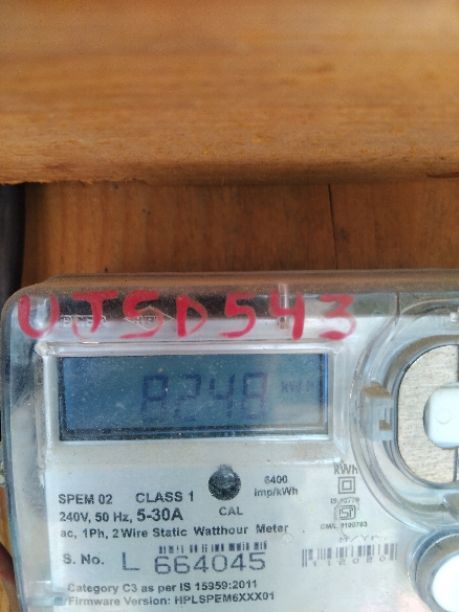 UJSD543
8248
kWh
SPEM 02 CLASS 1
6400
imp/kWh
240V, 50 Hz, 5-30A
CAL
ac, 1Ph, 2 Wire Static Watthour Meter
S. No. L 664045
Category C3 as per IS 15959:2011
Firmware Version: HPLSPEM6XXX01